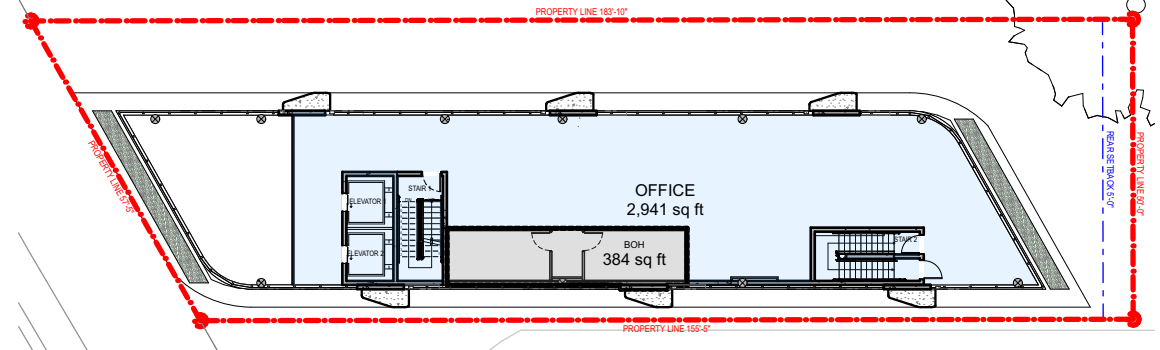 PROPERTY LINE 183'-10"
PROPERTY LINE 57'-5"
REAR SETBACK 5'-0"
PROPERTY LINE 50'-0"
STAIR
ELEVATOR
ELEVATOR 2
OFFICE
2,941 sq ft
BOH
384 sq ft
STAIR 2
PROPERTY LINE 155'-5"